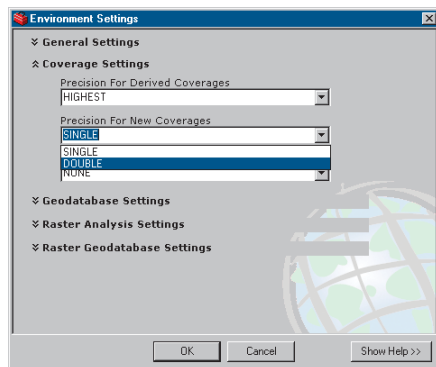 Environment Settings
General Settings
Coverage Settings
Precision For Derived Coverages
HIGHEST
Precision For New Coverages
SINGLE
SINGLE
DOUBLE
NONE
Geodatabase Settings
Raster Analysis Settings
Raster Geodatabase Settings
OK Cancel Show Help >>